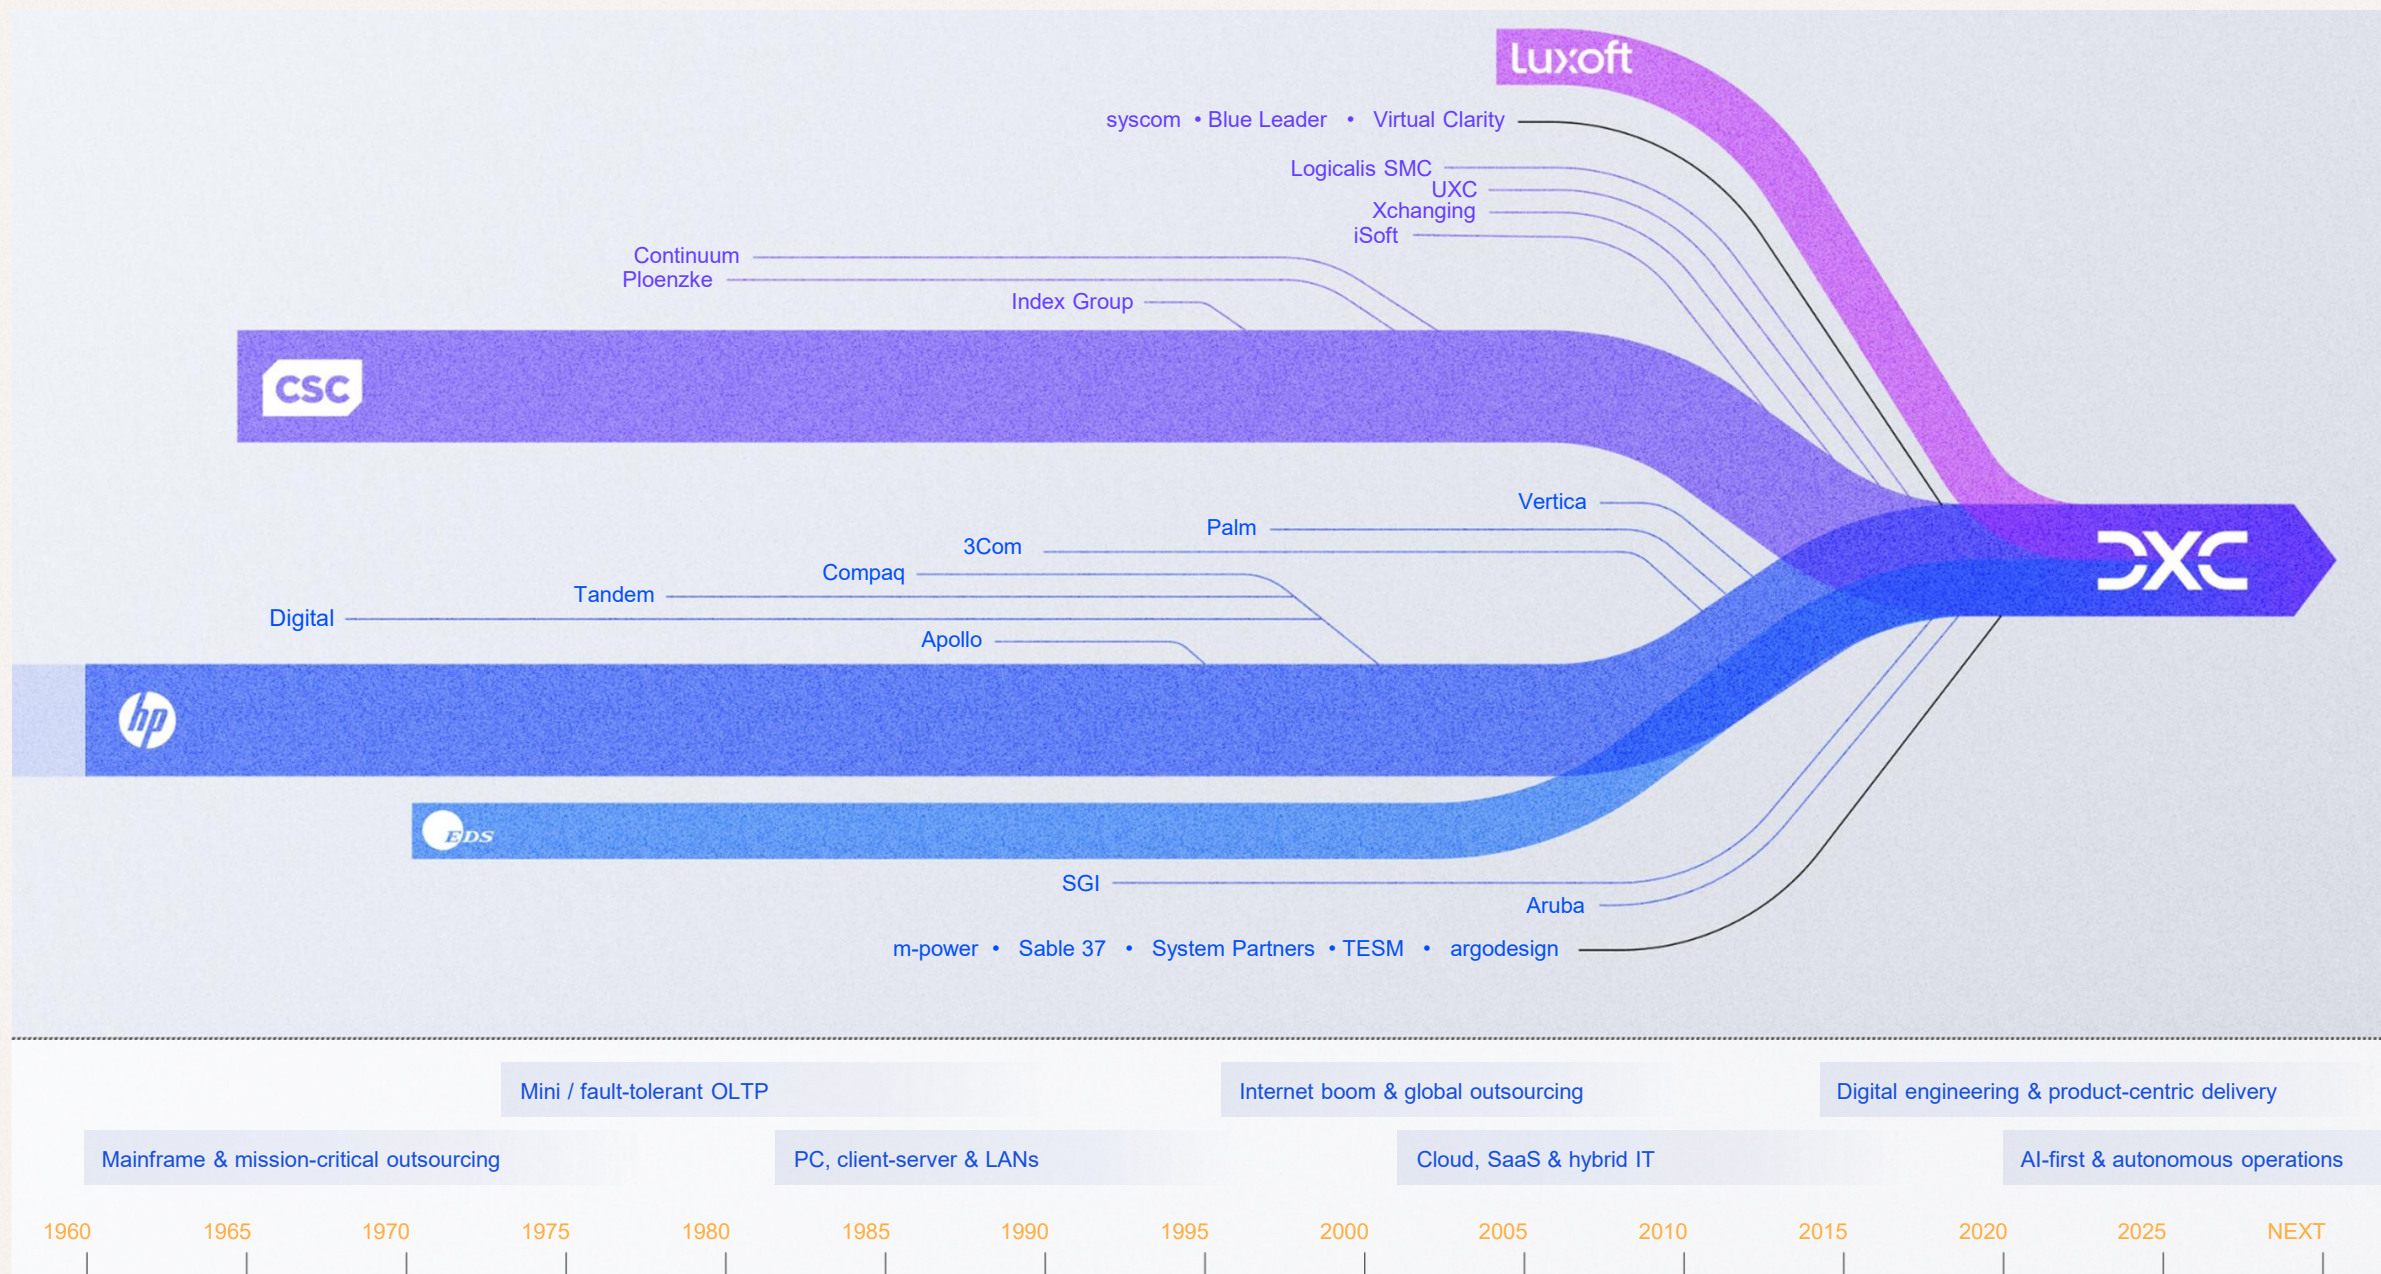 Luxoft
syscom • Blue Leader • Virtual Clarity
Logicalis SMC
UXC
Xchanging
iSoft
Continuum
Ploenzke
Index Group
CSC
Vertica
Palm
3Com
Compaq
Tandem
Digital
Apollo
DXC
hp
EDS
SGI
Aruba
m-power • Sable 37 • System Partners • TESM • argodesign
Mini / fault-tolerant OLTP
Internet boom & global outsourcing
Digital engineering & product-centric delivery
Mainframe & mission-critical outsourcing
PC, client-server & LANs
Cloud, SaaS & hybrid IT
AI-first & autonomous operations
1960 1965 1970 1975 1980 1985 1990 1995 2000 2005 2010 2015 2020 2025 NEXT